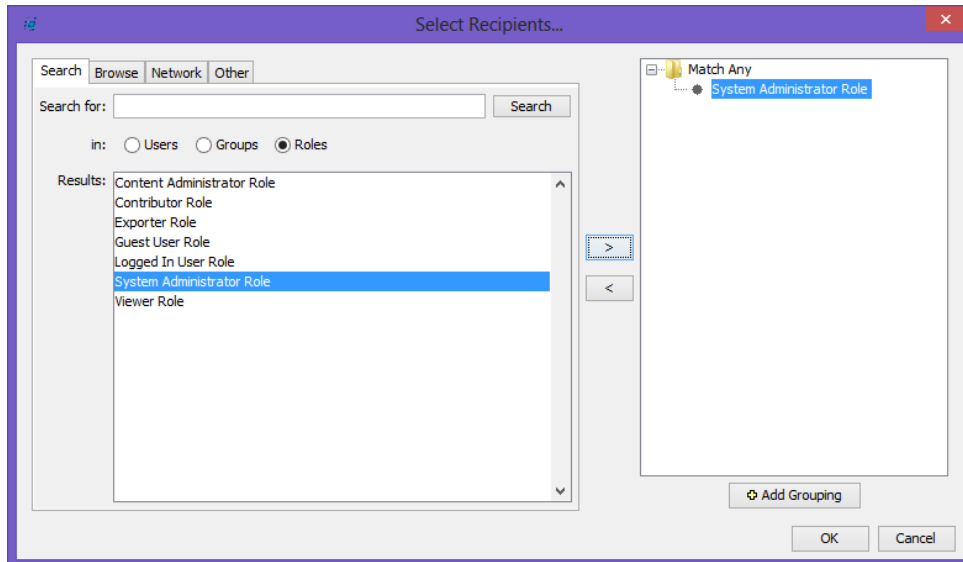 Select Recipients...
Search Browse Network Other
Search for: Search
in: Users Groups Roles
Results:
Content Administrator Role
Contributor Role
Exporter Role
Guest User Role
Logged In User Role
System Administrator Role
Viewer Role
>
<
Match Any
System Administrator Role
Add Grouping
OK Cancel